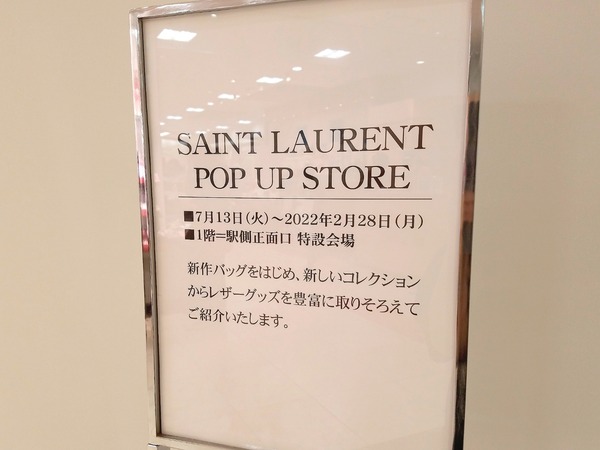 SAINT LAURENT
POP UP STORE
■7月13日(火)〜2022年2月28日(月)
■1階=駅側正面口 特設会場
新作バッグをはじめ、新しいコレクション
からレザーグッズを豊富に取りそろえて
ご紹介いたします。